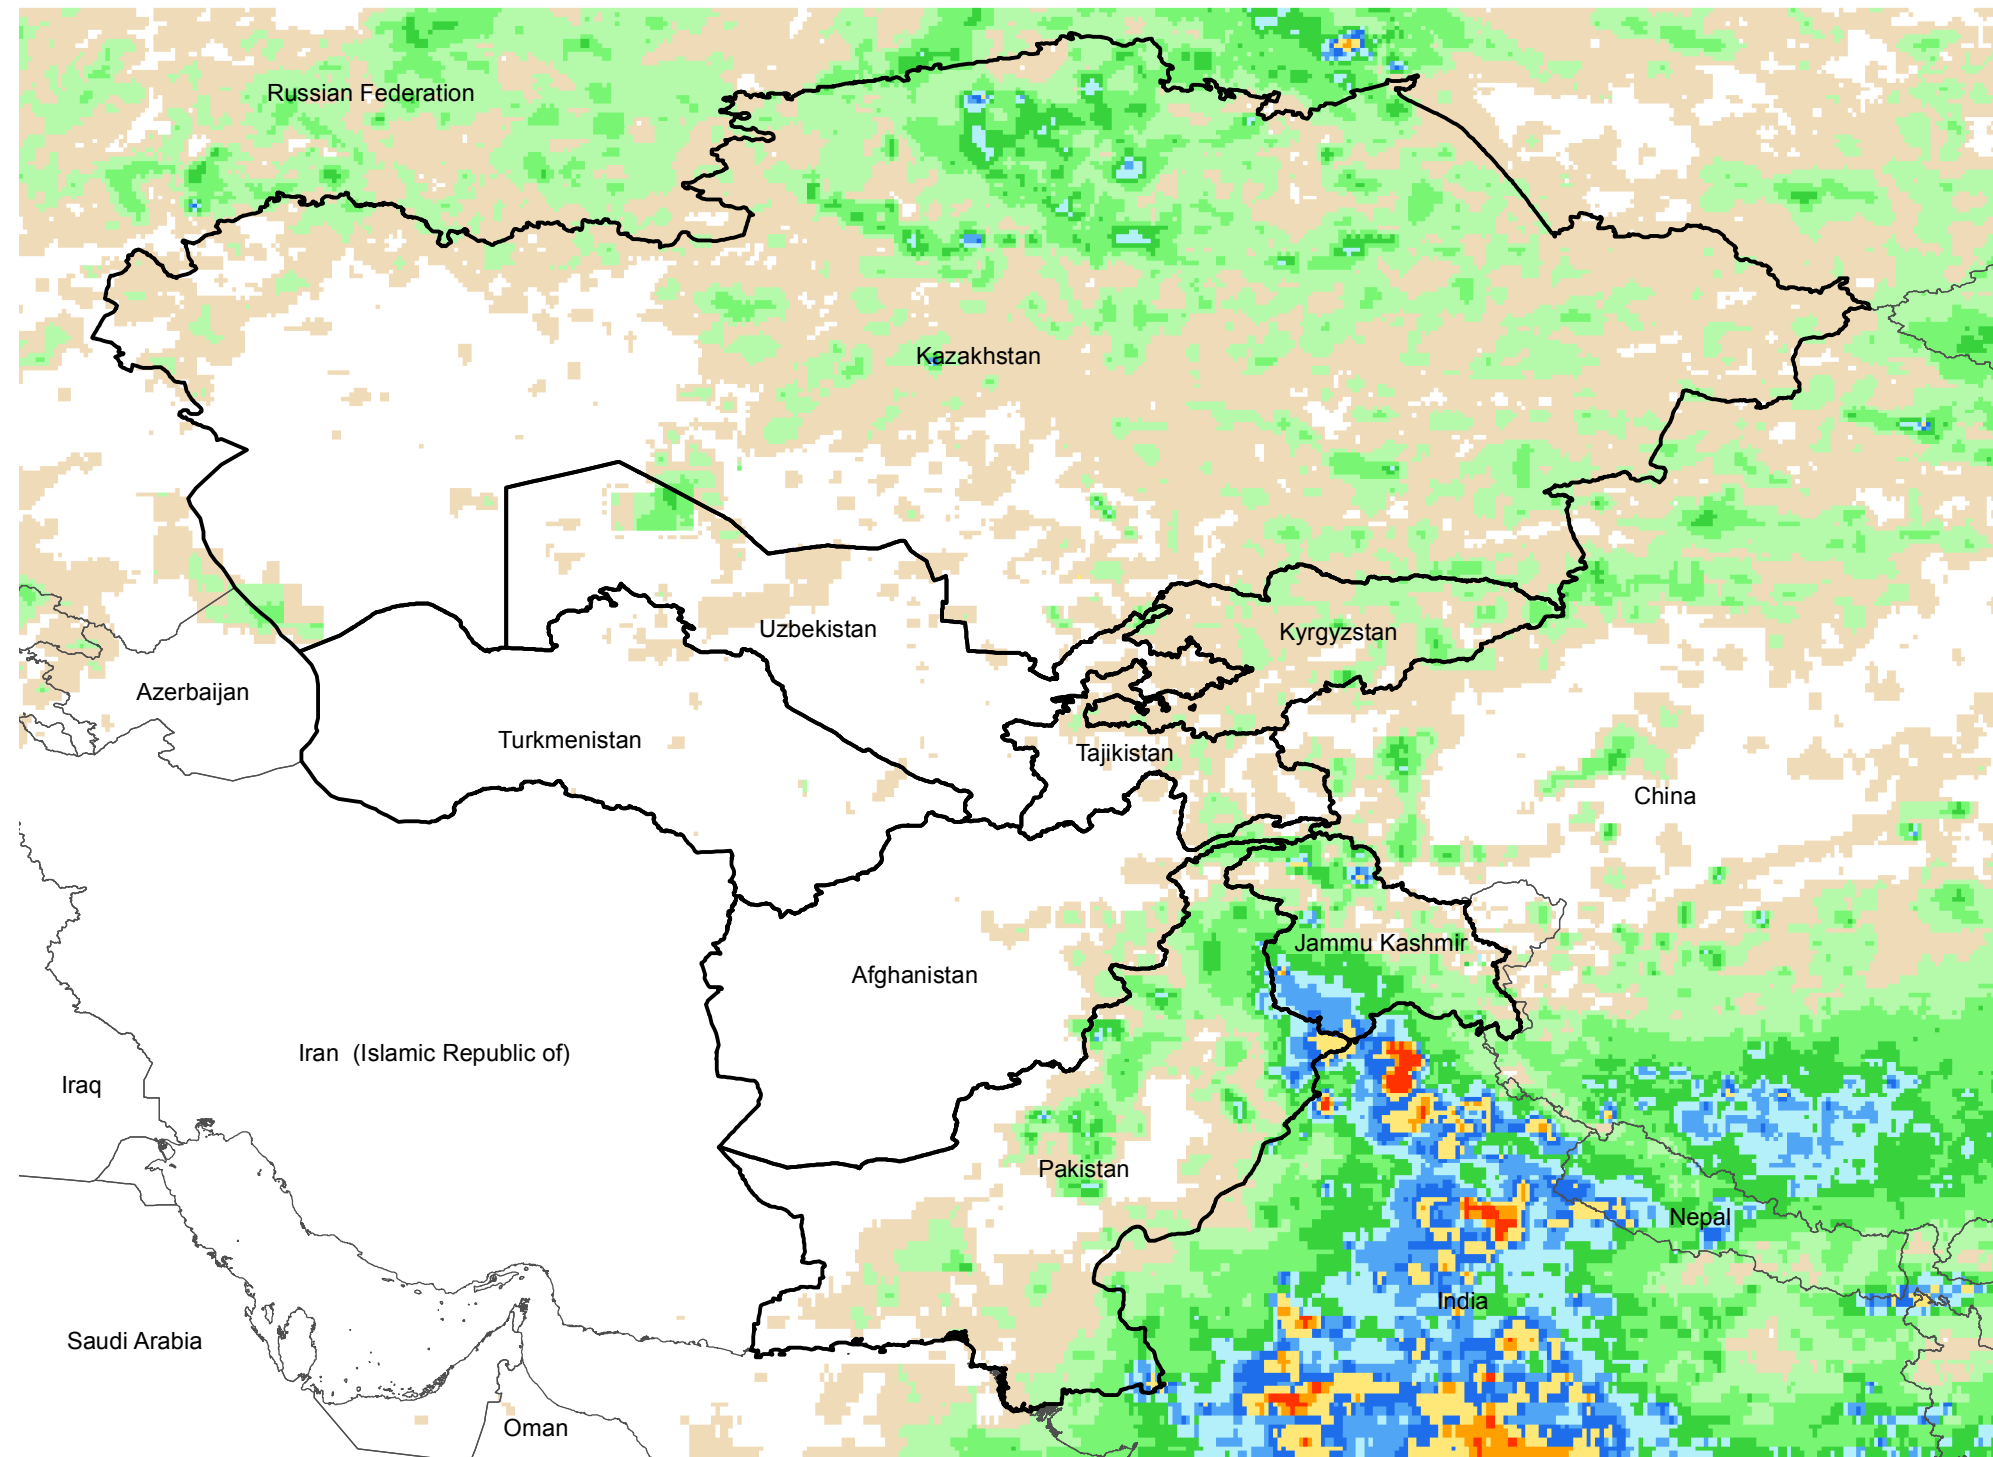 Russian Federation
Kazakhstan
Uzbekistan
Kyrgyzstan
Azerbaijan
Turkmenistan
Tajikistan
China
Jammu Kashmir
Afghanistan
Iran  (Islamic Republic of)
Iraq
Pakistan
Nepal
India
Saudi Arabia
Oman